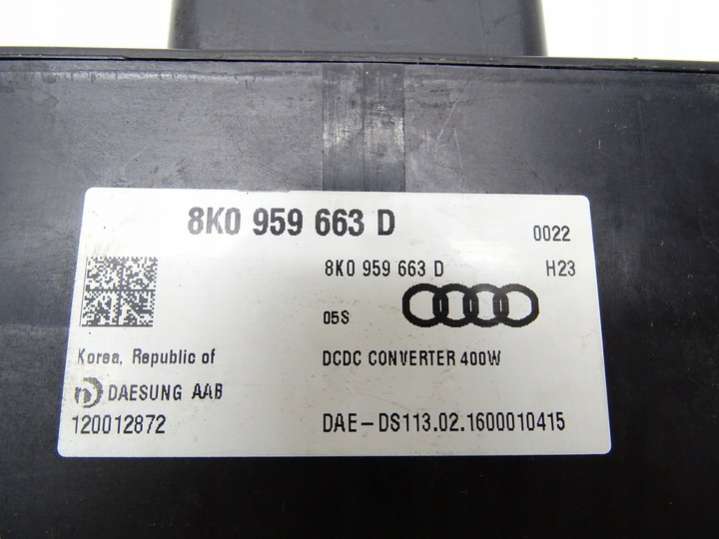 8K0 959 663 D
0022
8K0 959 663 D
H23
05S
Korea, Republic of
DCDC CONVERTER 400W
DAESUNG AAB
120012872
DAE-DS113.02.1600010415